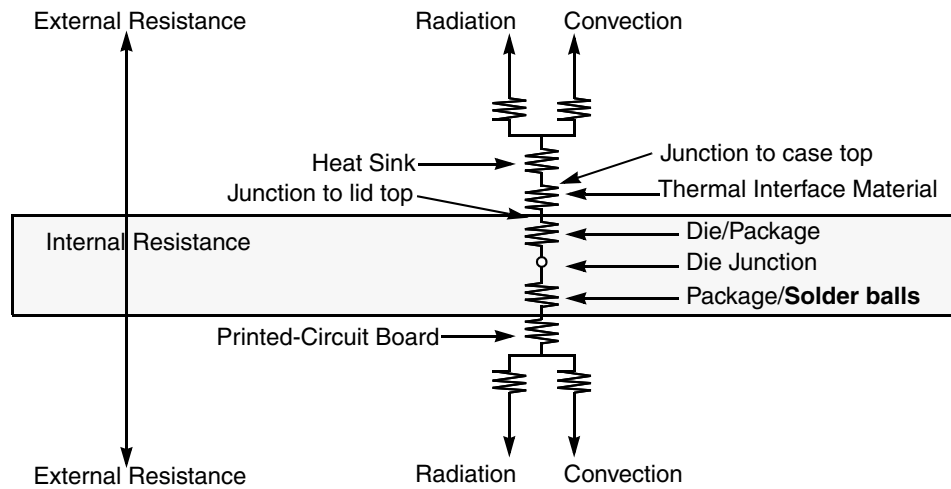 External Resistance
Radiation
Convection
Heat Sink
Junction to case top
Thermal Interface Material
Junction to lid top
Internal Resistance
Die/Package
Die Junction
Package/Solder balls
Printed-Circuit Board
External Resistance
Radiation
Convection